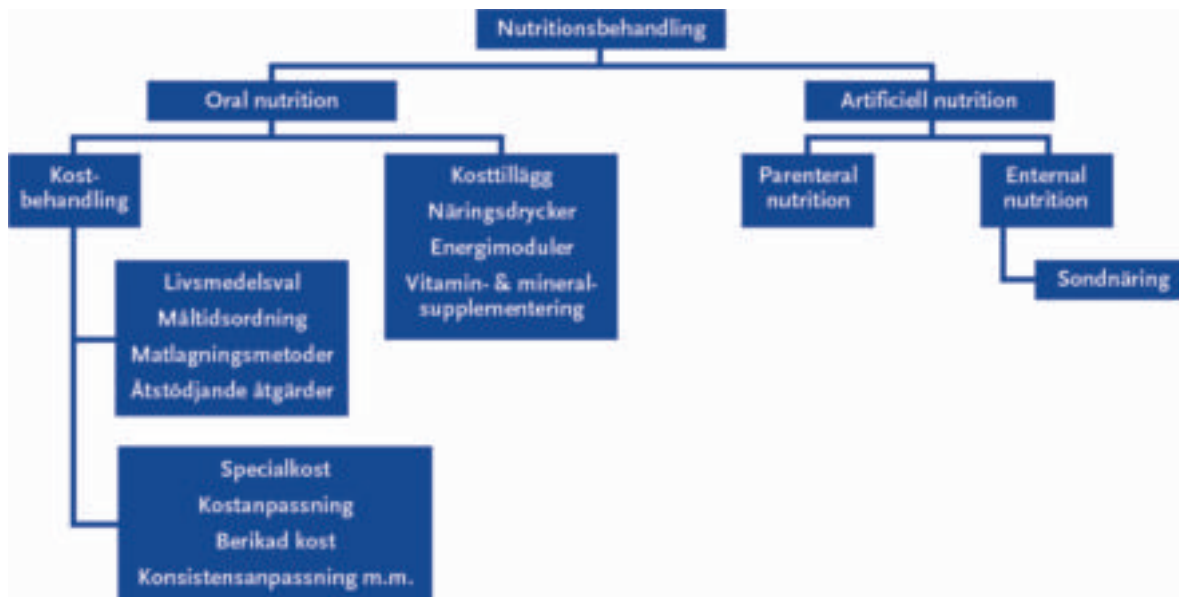 Nutritionsbehandling
Oral nutrition
Artificiell nutrition
Kost-
behandling
Kosttillägg
Näringsdrycker
Energimoduler
Vitamin- & mineral-
supplementering
Parenteral
nutrition
Enternal
nutrition
Sondnäring
Livsmedelsval
Måltidsordning
Matlagningsmetoder
Ätstödjande åtgärder
Specialkost
Kostanpassning
Berikad kost
Konsistensanpassning m.m.